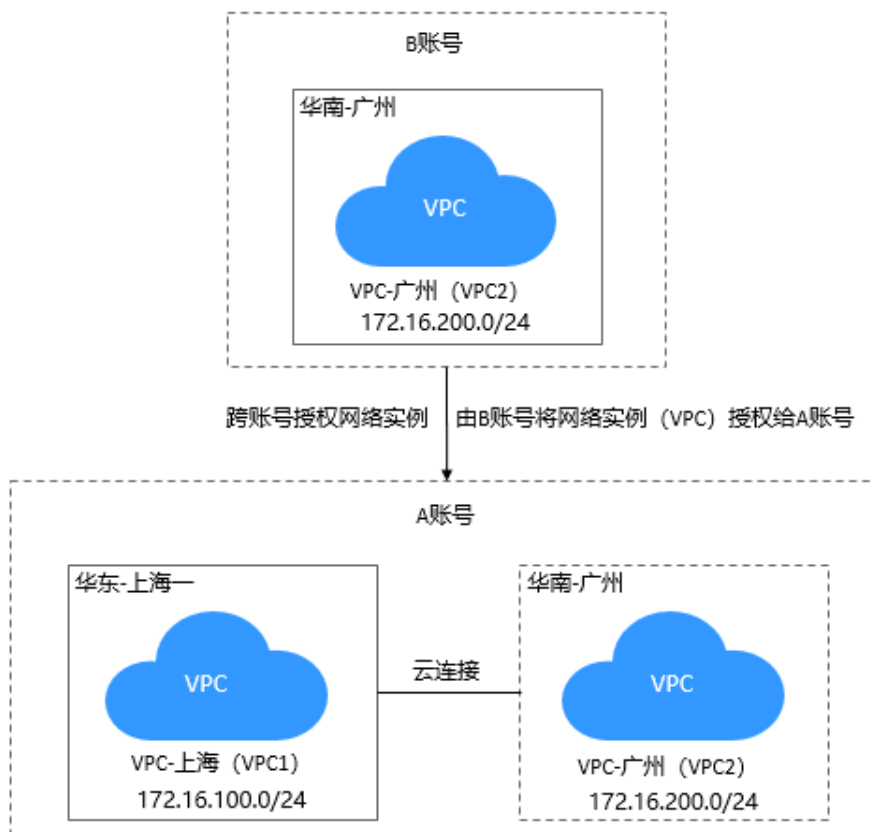 B账号
华南-广州
VPC
VPC-广州（VPC2）
172.16.200.0/24
跨账号授权网络实例
由B账号将网络实例（VPC）授权给A账号
A账号
华东-上海一
VPC
VPC-上海（VPC1）
172.16.100.0/24
云连接
华南-广州
VPC
VPC-广州（VPC2）
172.16.200.0/24